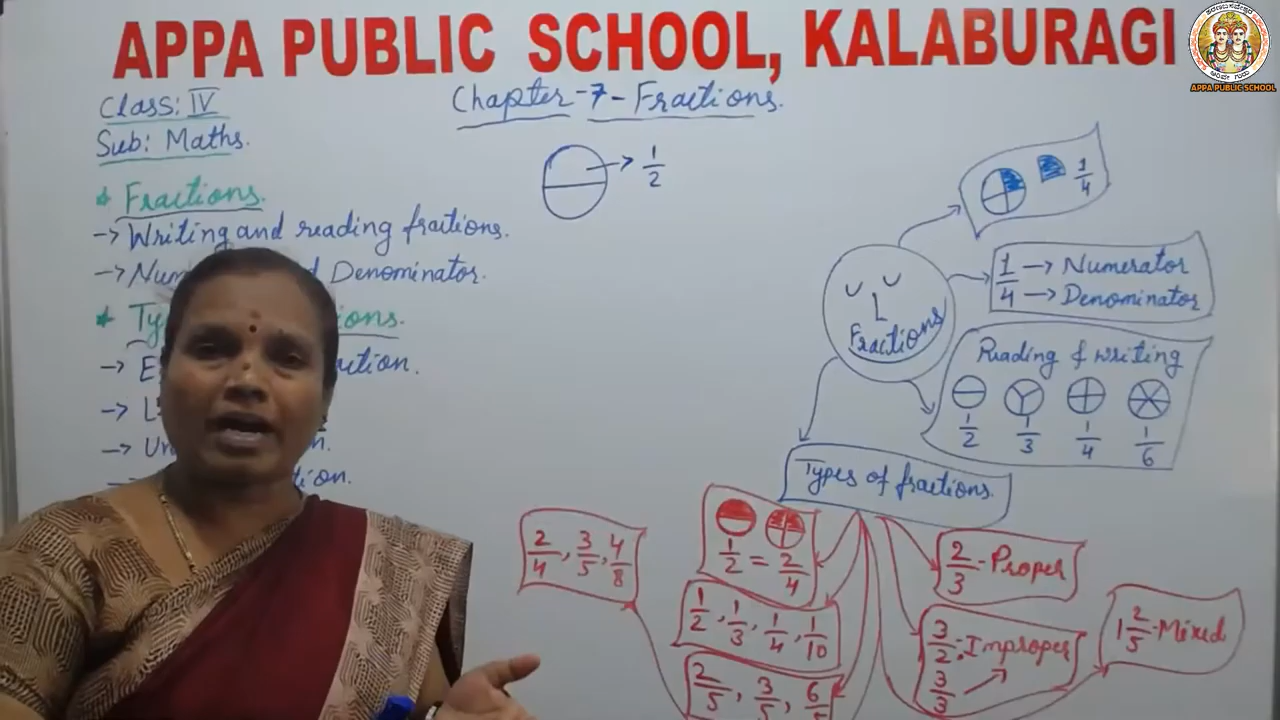 APPA PUBLIC SCHOOL, KALABURAGI
APPA PUBLIC SCHOOL
Class: IV
Sub: Maths.
Chapter-7-Fractions.
1/2
* Fractions.
-> Writing and reading fractions.
-> Denominator.
*
->
->
->
->
1/4
1/4 -> Numerator
-> Denominator
Fractions
Reading & writing
1/2 1/3 1/4 1/6
Types of fractions.
2/4, 3/5, 4/8
1/2 = 2/4
1/2, 1/3, 1/4, 1/10
2/5, 3/5,
2/3-Proper
3/2, Improper
3/3
1 2/5-Mixed